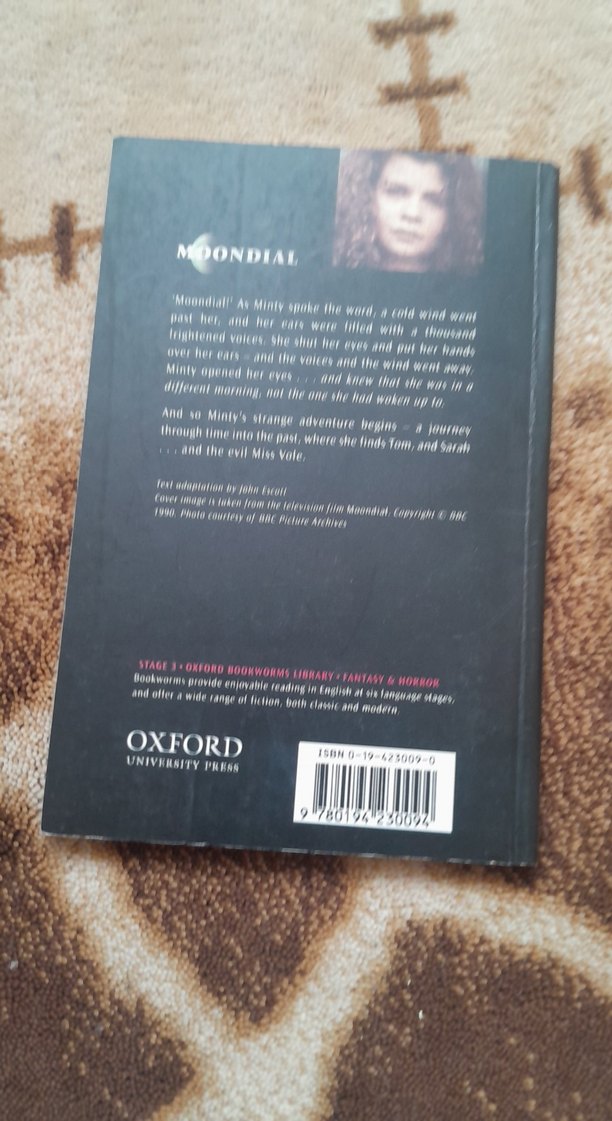 MOONDIAL
'Moondial!' As Minty spoke the word, a cold wind went
past her, and her ears were filled with a thousand
frightened voices. She shut her eyes and put her hands
over her ears – and the voices and the wind went away.
Minty opened her eyes . . . and knew that she was in a
different morning, not the one she had woken up to.
And so Minty's strange adventure begins – a journey
through time into the past, where she finds Tom, and Sarah
. . . and the evil Miss Vole.
Text adaptation by John Escott
Cover image is taken from the television film Moondial. Copyright © BBC
1990. Photo courtesy of BBC Picture Archives
STAGE 3 • OXFORD BOOKWORMS LIBRARY • FANTASY & HORROR
Bookworms provide enjoyable reading in English at six language stages,
and offer a wide range of fiction, both classic and modern.
OXFORD
UNIVERSITY PRESS
ISBN 0-19-423009-0
9 780194 230094